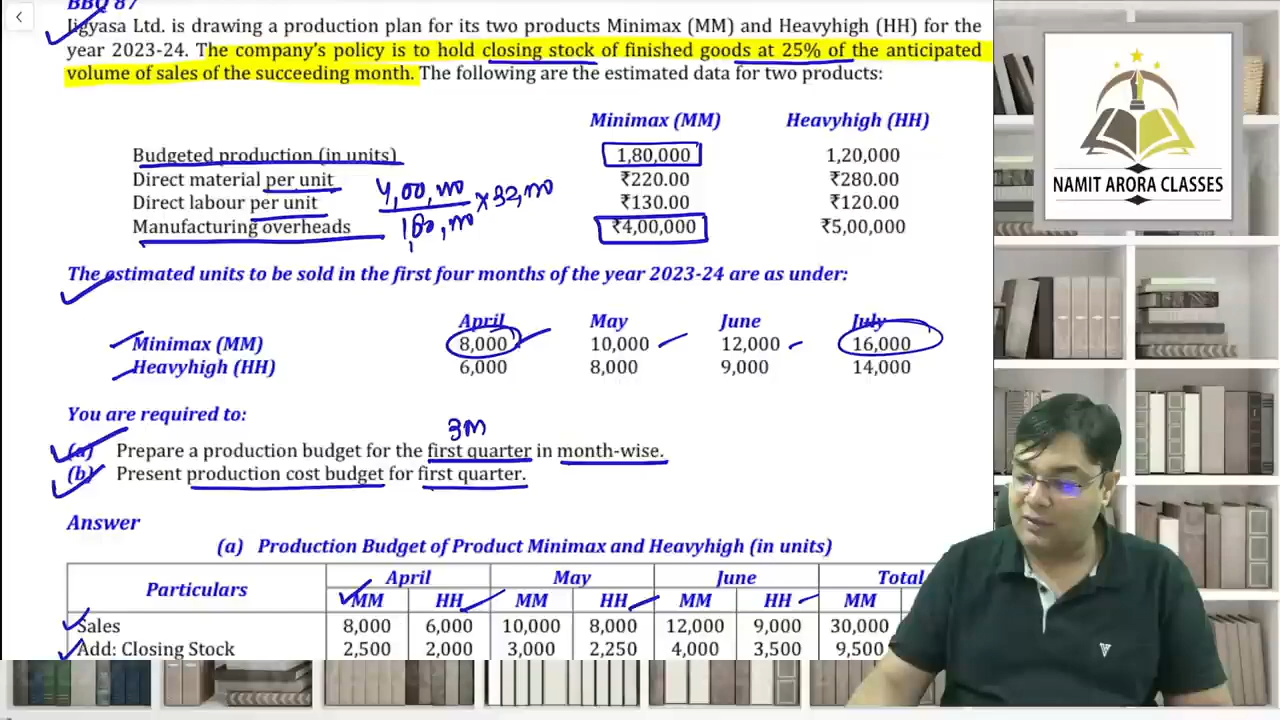 BBQ 87
Jigyasa Ltd. is drawing a production plan for its two products Minimax (MM) and Heavyhigh (HH) for the
year 2023-24. The company's policy is to hold closing stock of finished goods at 25% of the anticipated
volume of sales of the succeeding month. The following are the estimated data for two products:
Minimax (MM) Heavyhigh (HH)
Budgeted production (in units) 1,80,000 1,20,000
Direct material per unit ₹220.00 ₹280.00
Direct labour per unit ₹130.00 ₹120.00
Manufacturing overheads ₹4,00,000 ₹5,00,000
The estimated units to be sold in the first four months of the year 2023-24 are as under:
April May June July
Minimax (MM) 8,000 10,000 12,000 16,000
Heavyhigh (HH) 6,000 8,000 9,000 14,000
You are required to:
3M
(a) Prepare a production budget for the first quarter in month-wise.
(b) Present production cost budget for first quarter.
Answer
(a) Production Budget of Product Minimax and Heavyhigh (in units)
Particulars April May June Total
MM HH MM HH MM HH MM
Sales 8,000 6,000 10,000 8,000 12,000 9,000 30,000
Add: Closing Stock 2,500 2,000 3,000 2,250 4,000 3,500 9,500
NAMIT ARORA CLASSES